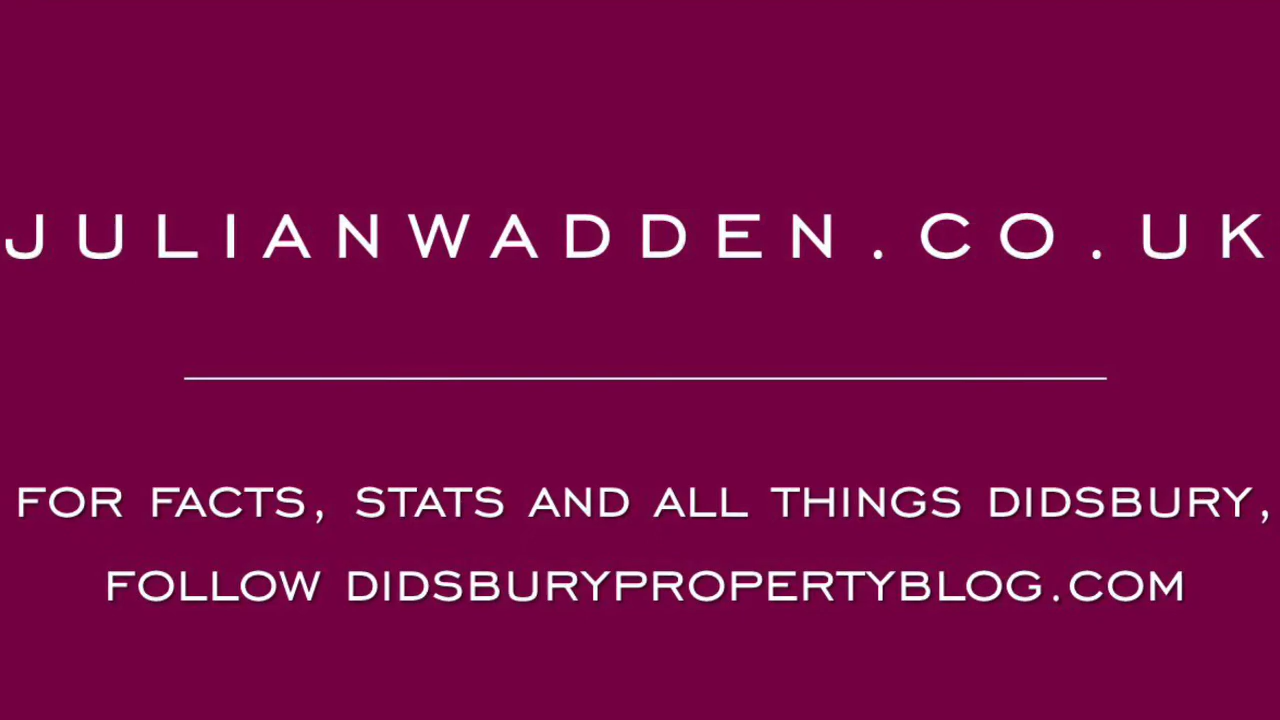 JULIANWADDEN.CO.UK
FOR FACTS, STATS AND ALL THINGS DIDSBURY,
FOLLOW DIDSBURYPROPERTYBLOG.COM